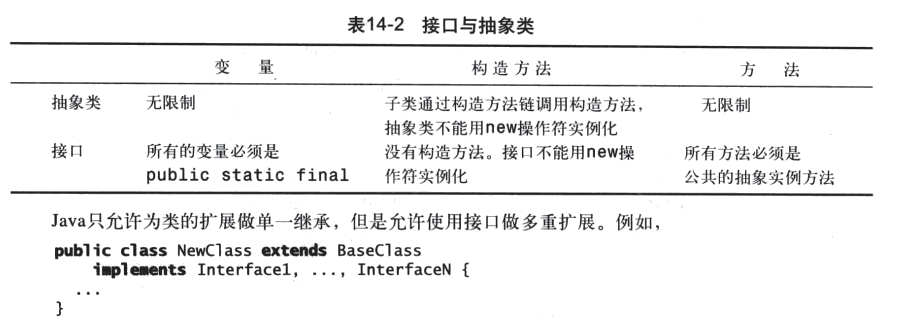 表14-2 接口与抽象类
变 量 构造方法 方 法
抽象类 无限制 子类通过构造方法链调用构造方法， 无限制
抽象类不能用new操作符实例化
接口 所有的变量必须是 没有构造方法。接口不能用new操 所有方法必须是
public static final 作符实例化 公共的抽象实例方法
Java只允许为类的扩展做单一继承，但是允许使用接口做多重扩展。例如，
public class NewClass extends BaseClass
implements Interface1, ..., InterfaceN {
...
}